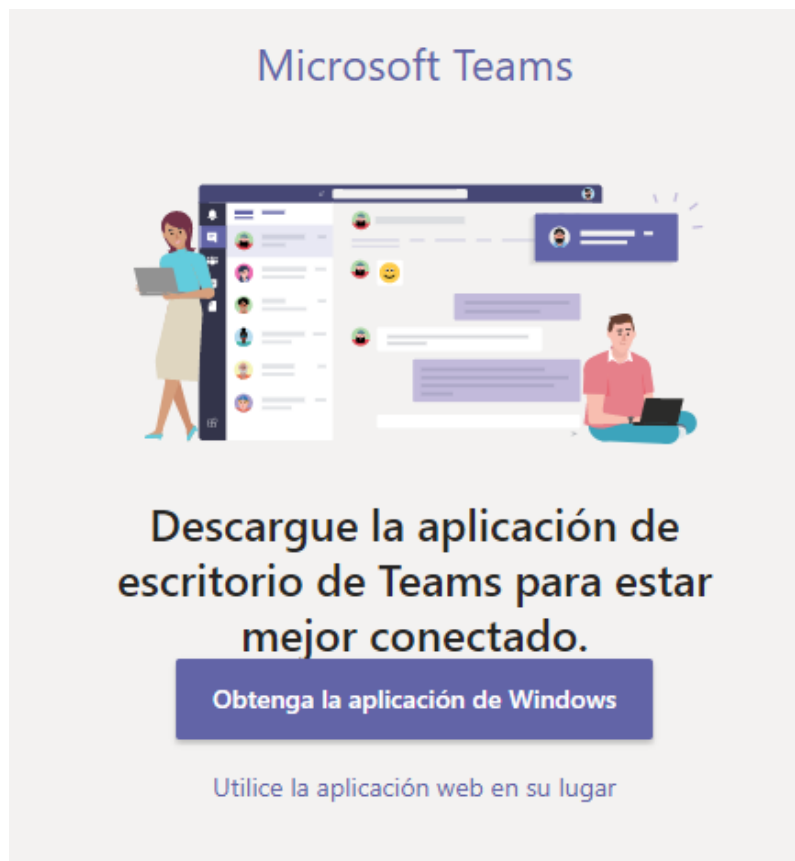 Microsoft Teams
Descargue la aplicación de
escritorio de Teams para estar
mejor conectado.
Obtenga la aplicación de Windows
Utilice la aplicación web en su lugar